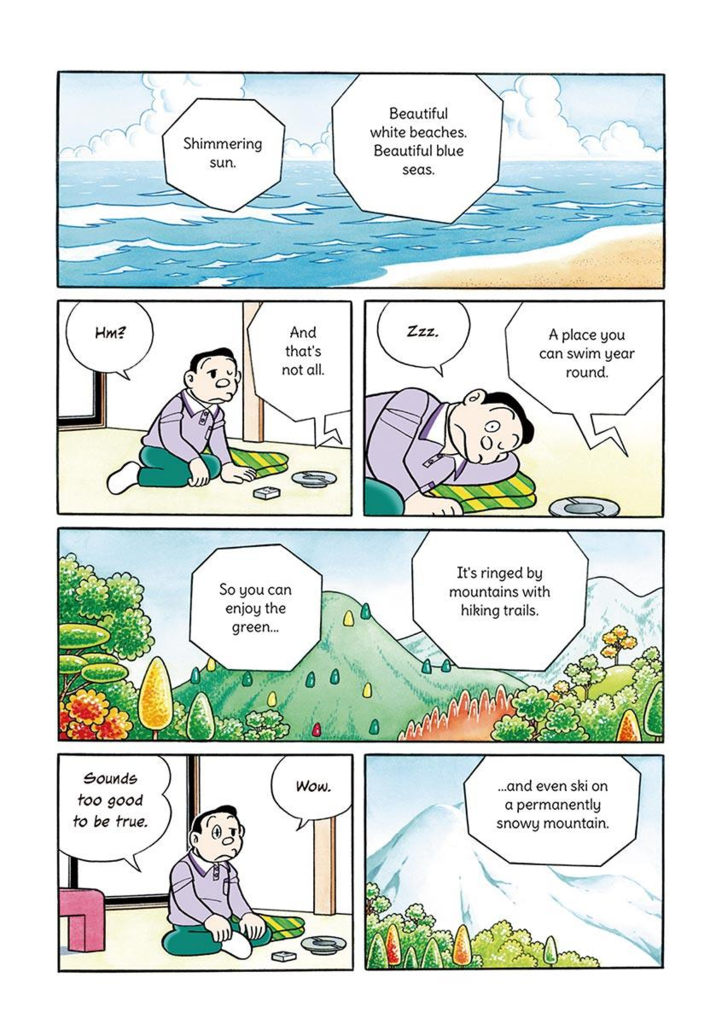 Beautiful
white beaches.
Beautiful blue
seas.
Shimmering
sun.
A place you
can swim year
round.
Zzz.
And
that's
not all.
Hm?
It's ringed by
mountains with
hiking trails.
So you can
enjoy the
green...
...and even ski on
a permanently
snowy mountain.
Wow.
Sounds
too good
to be true.